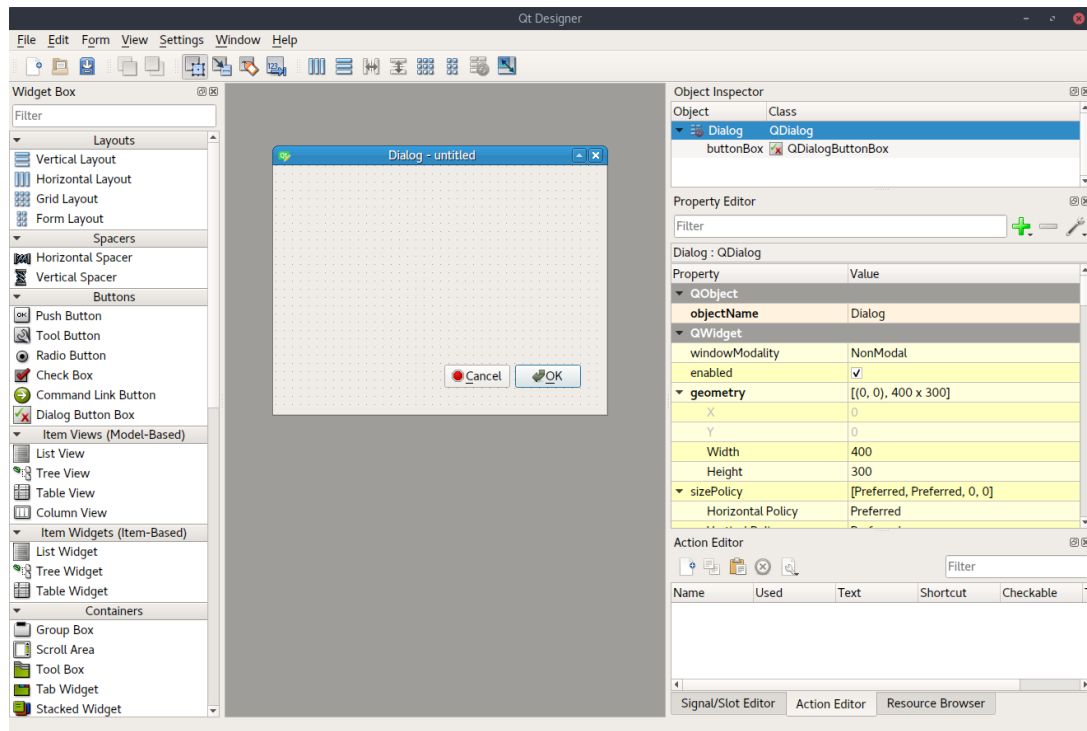 Qt Designer
File Edit Form View Settings Window Help
Widget Box
Filter
Layouts
Vertical Layout
Horizontal Layout
Grid Layout
Form Layout
Spacers
Horizontal Spacer
Vertical Spacer
Buttons
Push Button
Tool Button
Radio Button
Check Box
Command Link Button
Dialog Button Box
Item Views (Model-Based)
List View
Tree View
Table View
Column View
Item Widgets (Item-Based)
List Widget
Tree Widget
Table Widget
Containers
Group Box
Scroll Area
Tool Box
Tab Widget
Stacked Widget
Dialog - untitled
Cancel OK
Object Inspector
Object Class
Dialog QDialog
buttonBox QDialogButtonBox
Property Editor
Filter
Dialog : QDialog
Property Value
QObject
objectName Dialog
QWidget
windowModality NonModal
enabled
geometry [(0, 0), 400 x 300]
X 0
Y 0
Width 400
Height 300
sizePolicy [Preferred, Preferred, 0, 0]
Horizontal Policy Preferred
Action Editor
Filter
Name Used Text Shortcut Checkable
Signal/Slot Editor Action Editor Resource Browser